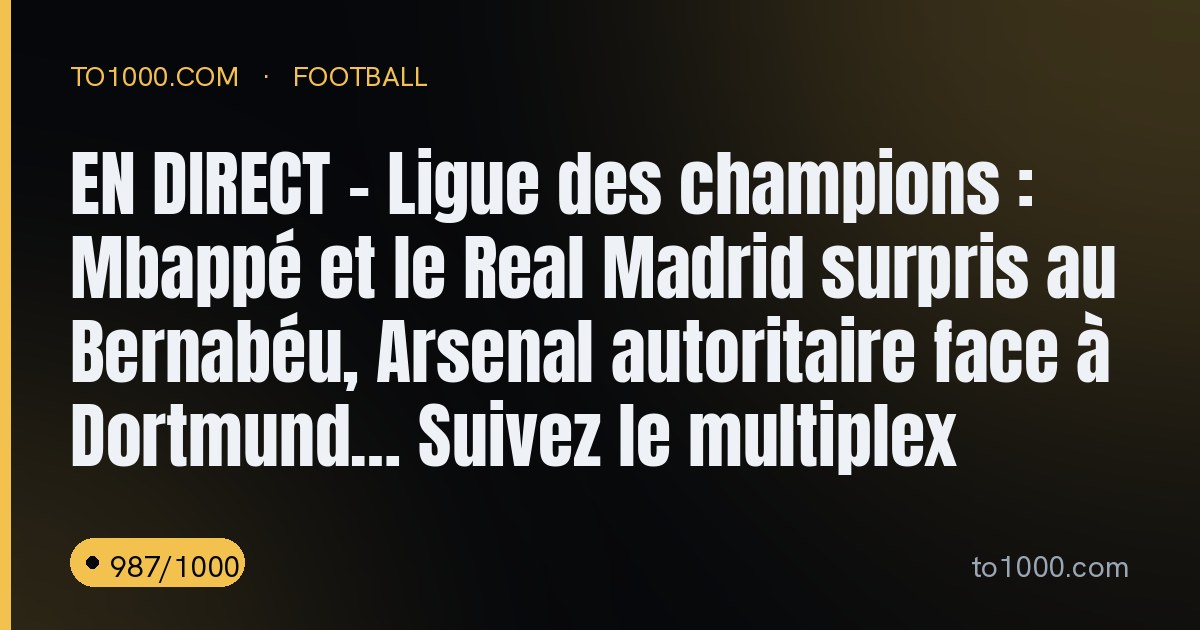 TO1000.COM · FOOTBALL
EN DIRECT - Ligue des champions :
Mbappé et le Real Madrid surpris au
Bernabéu, Arsenal autoritaire face à
Dortmund... Suivez le multiplex
987/1000
to1000.com